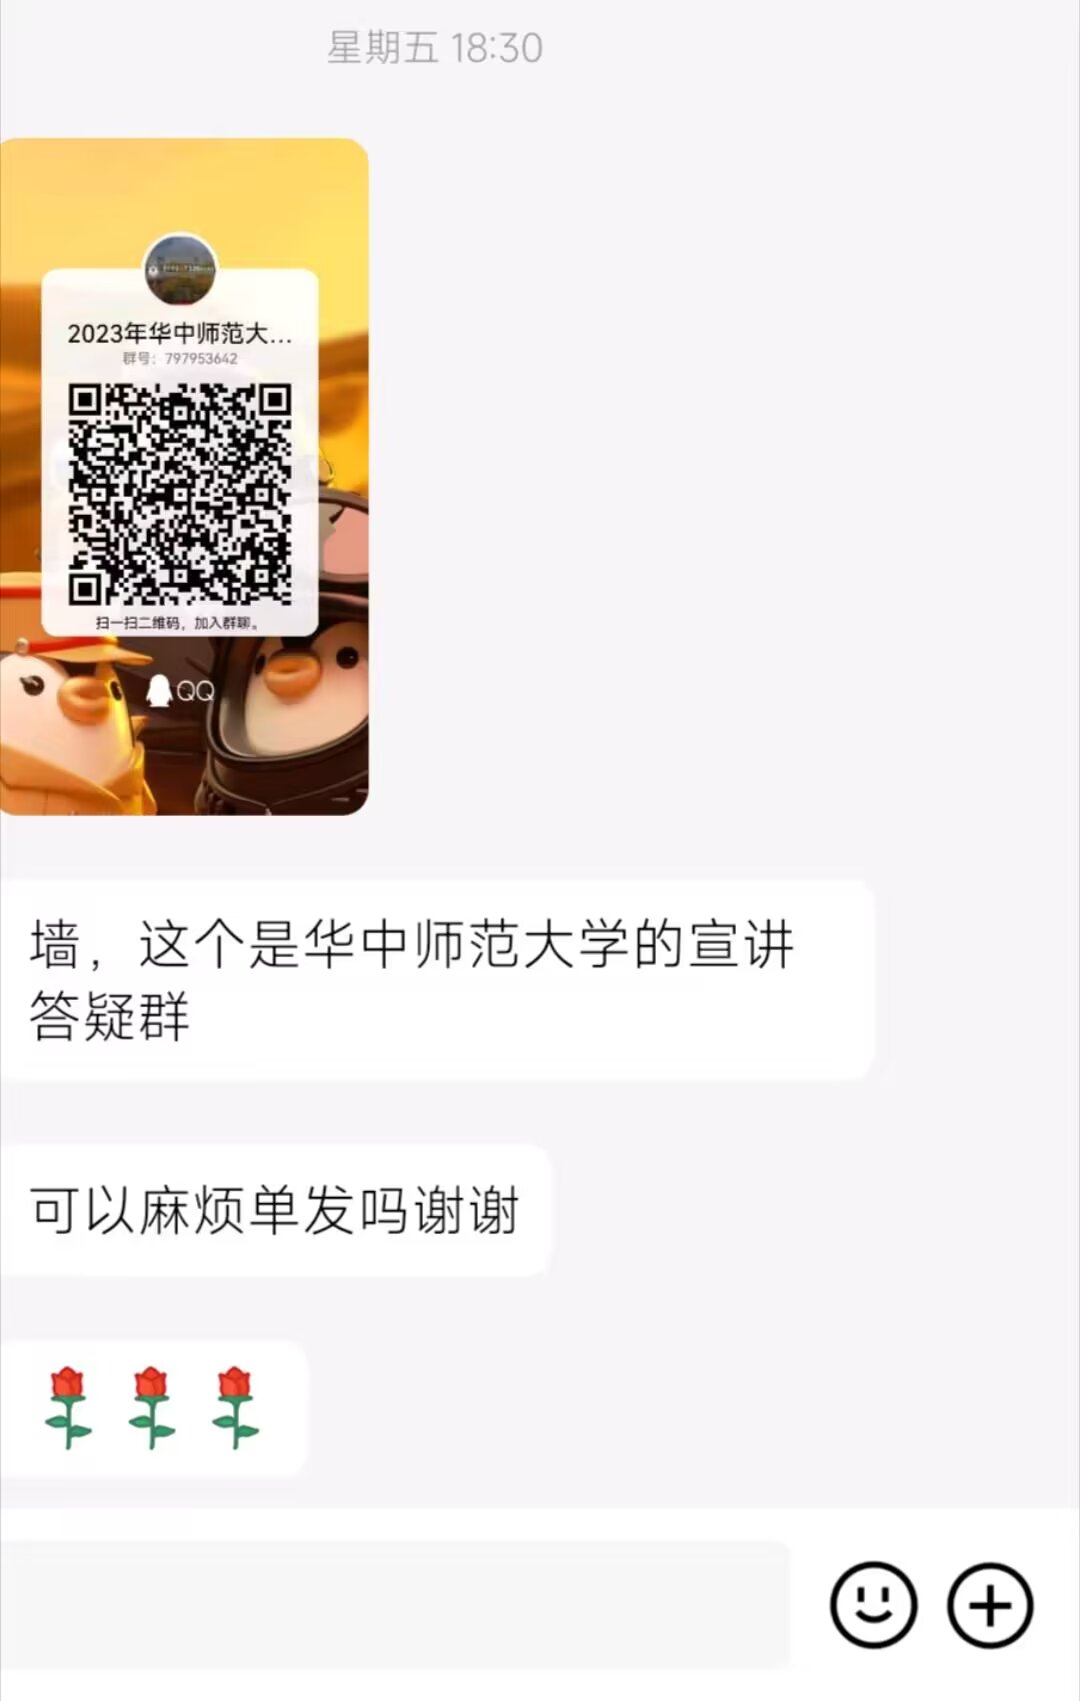 星期五 18:30
2023年华中师范大...
群号：797953642
扫一扫二维码，加入群聊。
QQ
墙，这个是华中师范大学的宣讲
答疑群
可以麻烦单发吗谢谢